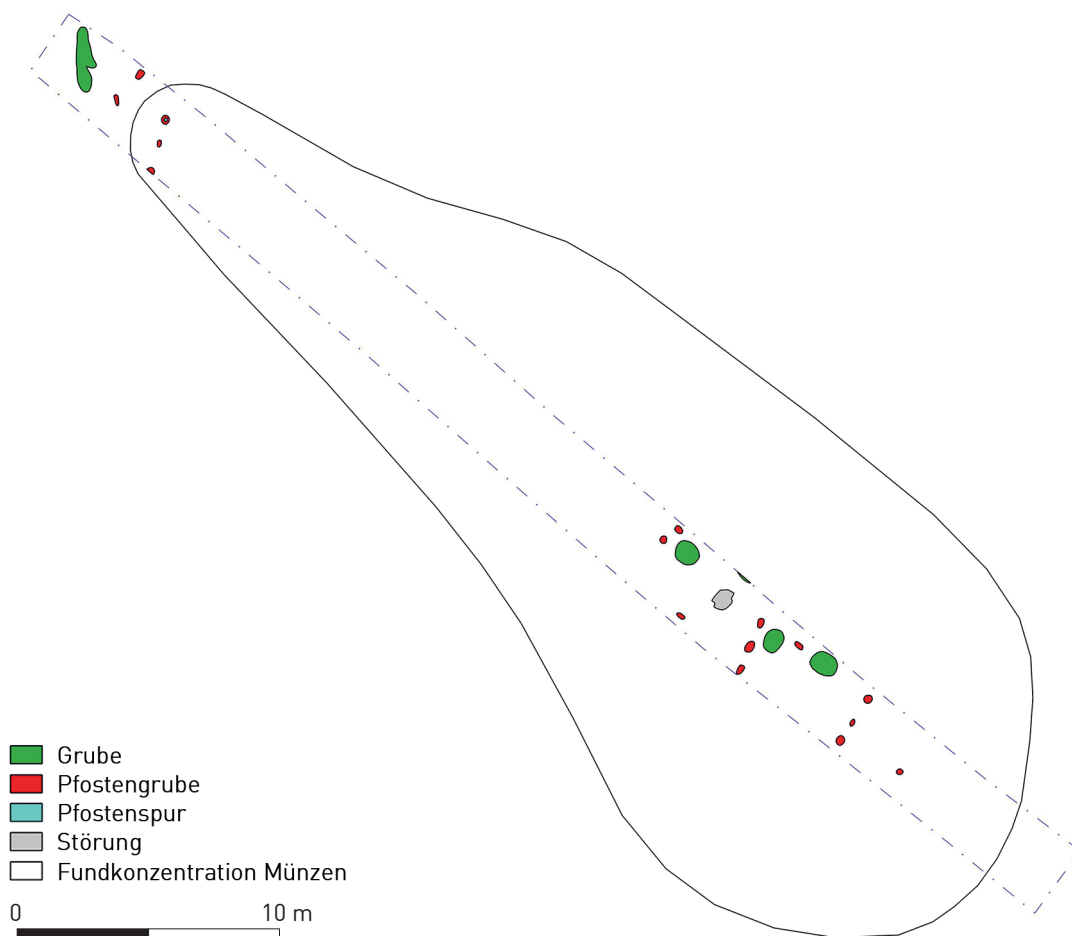 Grube
Pfostengrube
Pfostenspur
Störung
Fundkonzentration Münzen
0 10 m